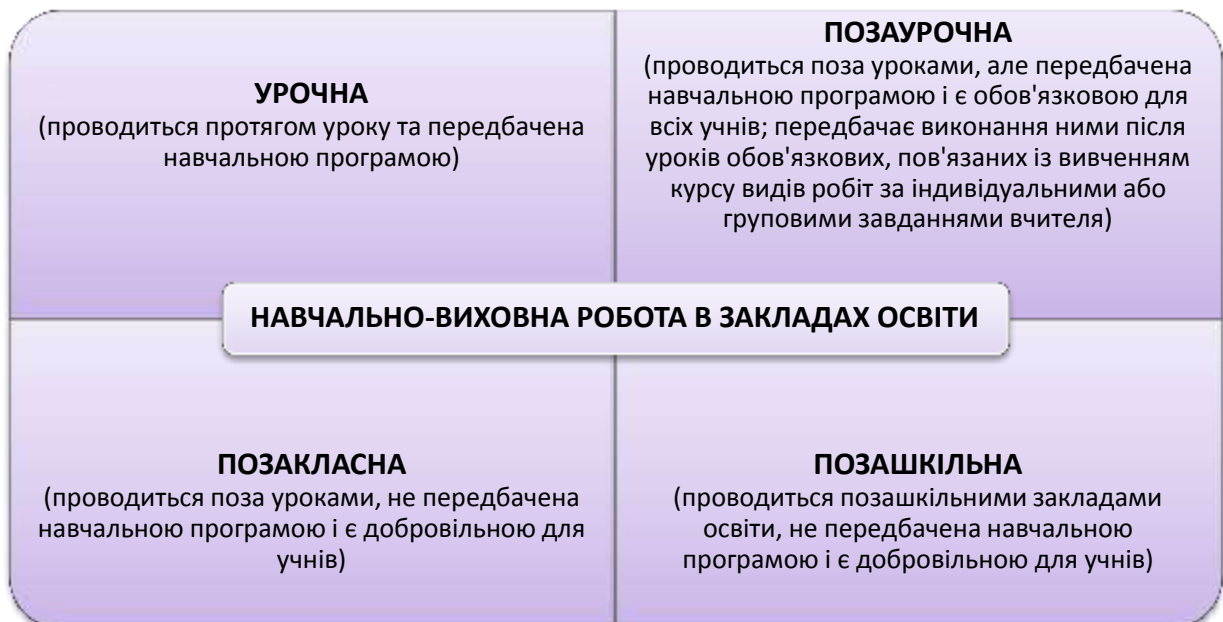 УРОЧНА
(проводиться протягом уроку та передбачена
навчальною програмою)
ПОЗАУРОЧНА
(проводиться поза уроками, але передбачена
навчальною програмою і є обов'язковою для
всіх учнів; передбачає виконання ними після
уроків обов'язкових, пов'язаних із вивченням
курсу видів робіт за індивідуальними або
груповими завданнями вчителя)
НАВЧАЛЬНО-ВИХОВНА РОБОТА В ЗАКЛАДАХ ОСВІТИ
ПОЗАКЛАСНА
(проводиться поза уроками, не передбачена
навчальною програмою і є добровільною для
учнів)
ПОЗАШКІЛЬНА
(проводиться позашкільними закладами
освіти, не передбачена навчальною
програмою і є добровільною для учнів)